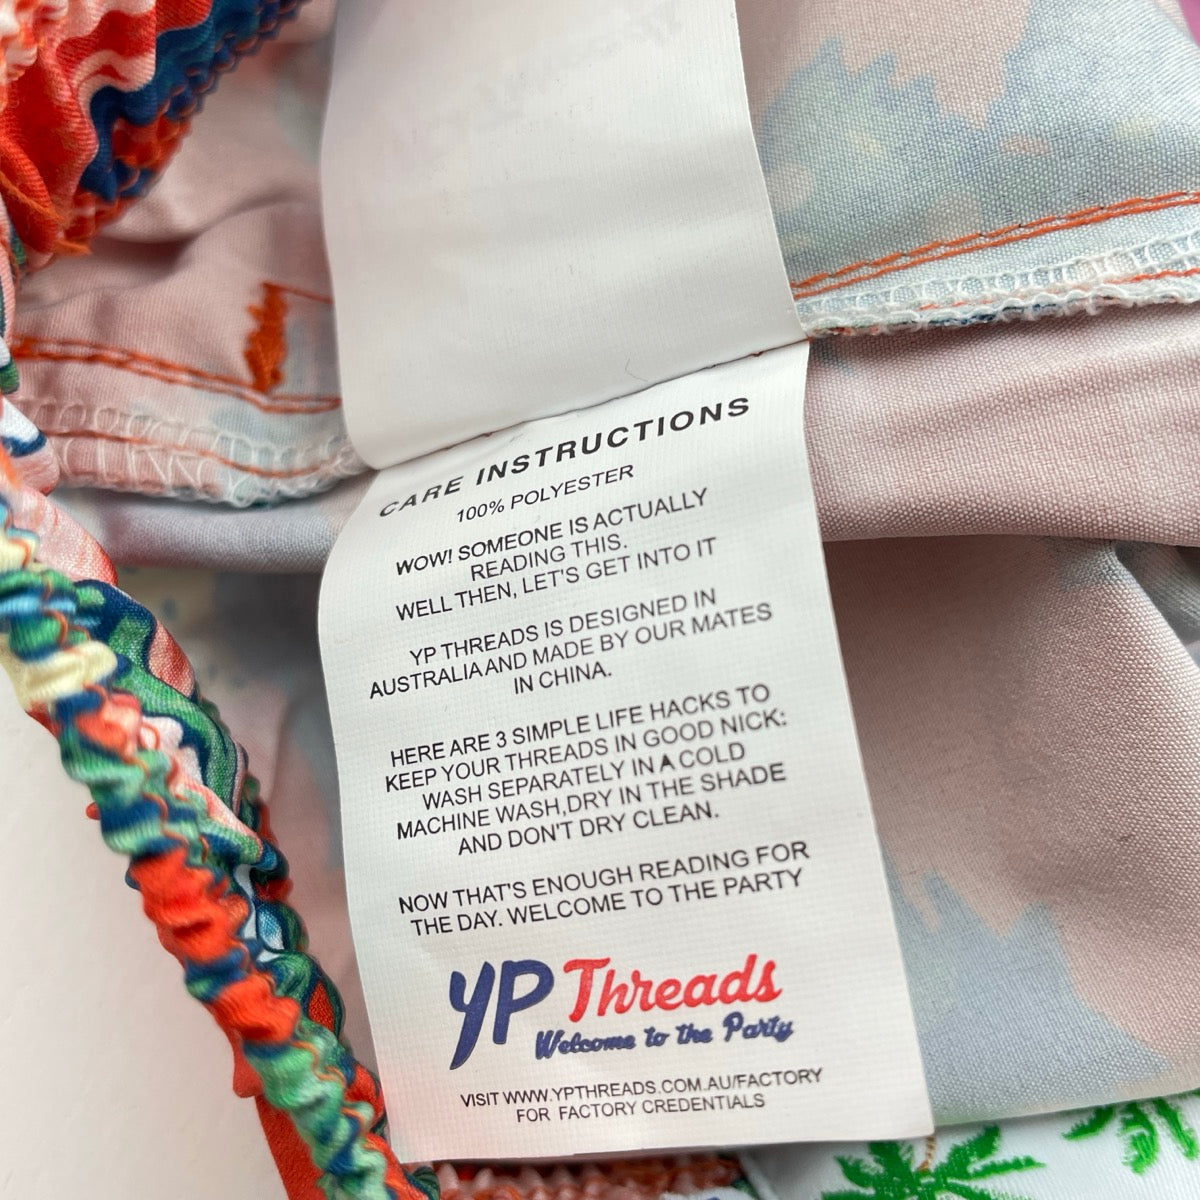 CARE INSTRUCTIONS
100% POLYESTER
WOW! SOMEONE IS ACTUALLY
READING THIS.
WELL THEN, LET'S GET INTO IT
YP THREADS IS DESIGNED IN
AUSTRALIA AND MADE BY OUR MATES
IN CHINA.
HERE ARE 3 SIMPLE LIFE HACKS TO
KEEP YOUR THREADS IN GOOD NICK:
WASH SEPARATELY IN A COLD
MACHINE WASH,DRY IN THE SHADE
AND DON'T DRY CLEAN.
NOW THAT'S ENOUGH READING FOR
THE DAY. WELCOME TO THE PARTY
YP Threads
Welcome to the Party
VISIT WWW.YPTHREADS.COM.AU/FACTORY
FOR FACTORY CREDENTIALS